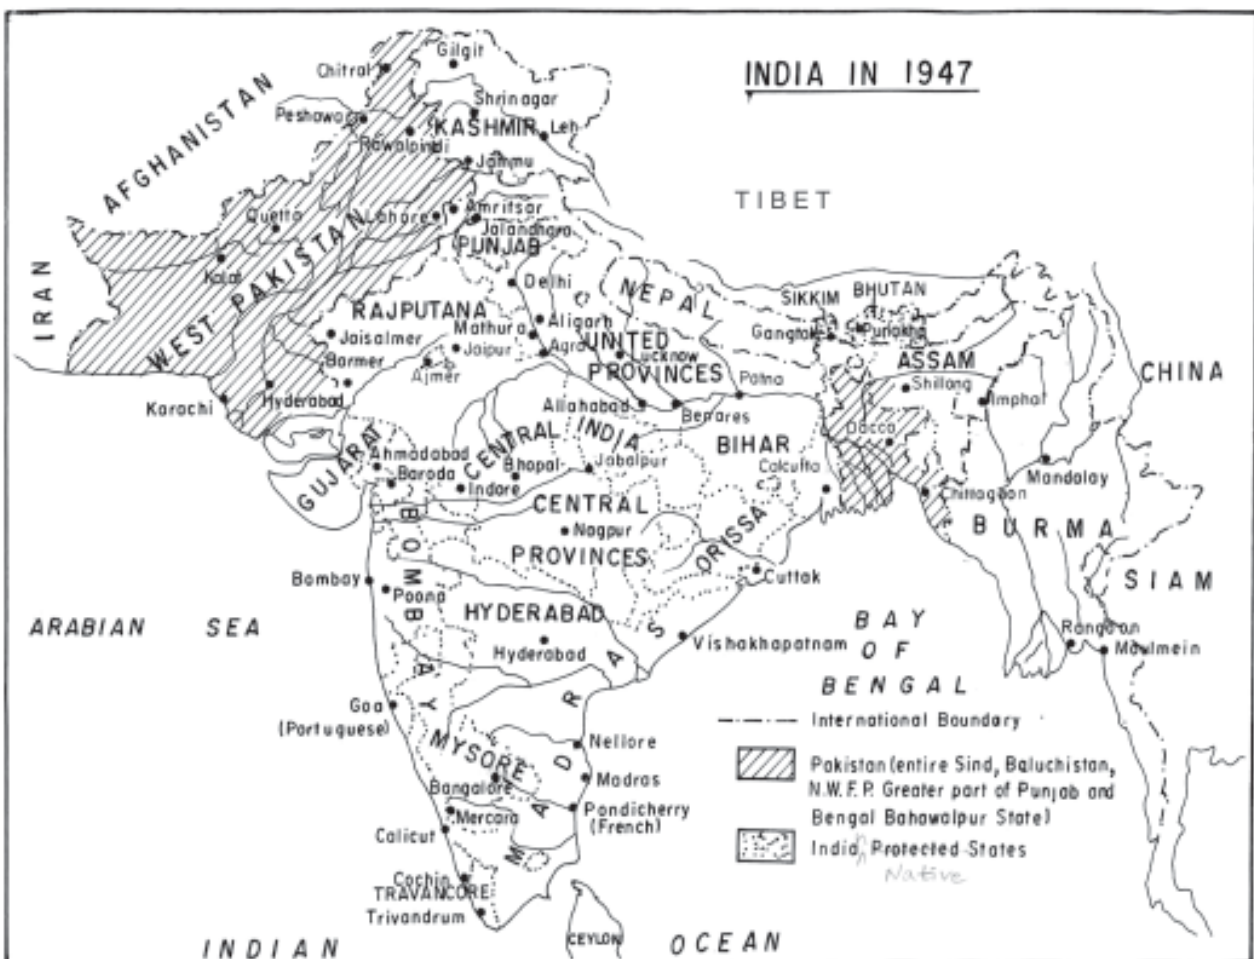 INDIA IN 1947
Gilgit
Chitral
Shrinagar
Peshawar
KASHMIR
Leh
Rawalpindi
Jammu
AFGHANISTAN
TIBET
Amritsar
Lahore
Jalandhara
Quetta
PUNJAB
Kalat
WEST PAKISTAN
IRAN
Delhi
NEPAL
SIKKIM
BHUTAN
RAJPUTANA
Jaisalmer
Mathura
Aligarh
UNITED
PROVINCES
Gangtok
Punakha
Barmer
Jaipur
Agra
Lucknow
ASSAM
CHINA
Ajmer
Patna
Shillong
Imphal
Karachi
Hyderabad
Allahabad
Benares
Dacca
GUJARAT
Ahmadabad
CENTRAL INDIA
BIHAR
Baroda
Bhopal
Jabalpur
Calcutta
Mandalay
Indore
Chittagoan
CENTRAL
PROVINCES
Nagpur
ORISSA
BURMA
BOMBAY
Bombay
Poona
Cuttak
SIAM
HYDERABAD
Hyderabad
ARABIAN SEA
Vishakhapatnam
BAY
OF
BENGAL
Rangoon
Maulmein
Goa
(Portuguese)
MADRAS
MYSORE
Nellore
Bangalore
Madras
Mercara
Pondicherry
(French)
Calicut
Cochin
TRAVANCORE
Trivandrum
CEYLON
INDIAN OCEAN
International Boundary
Pakistan (entire Sind, Baluchistan,
N.W.F.P. Greater part of Punjab and
Bengal Bahawalpur State)
Indian Protected States
Native